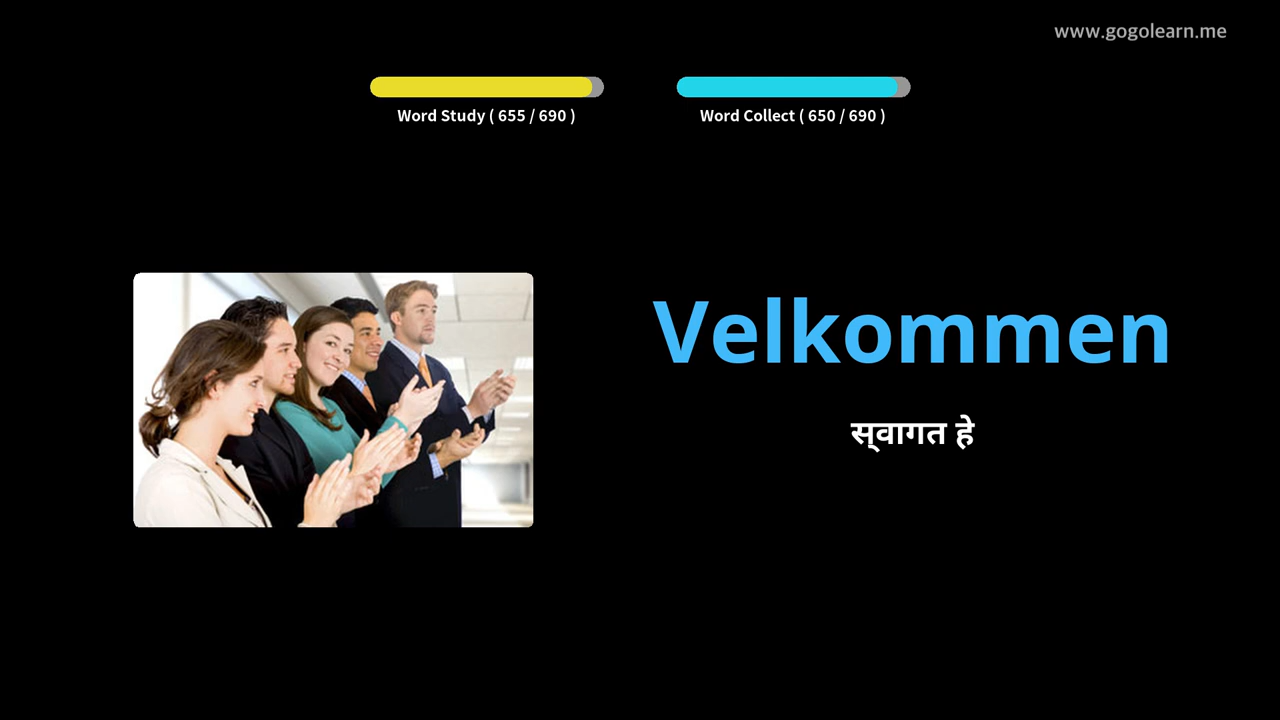 www.gogolearn.me
Word Study ( 655 / 690 )
Word Collect ( 650 / 690 )
Velkommen
स्‌वागत हे